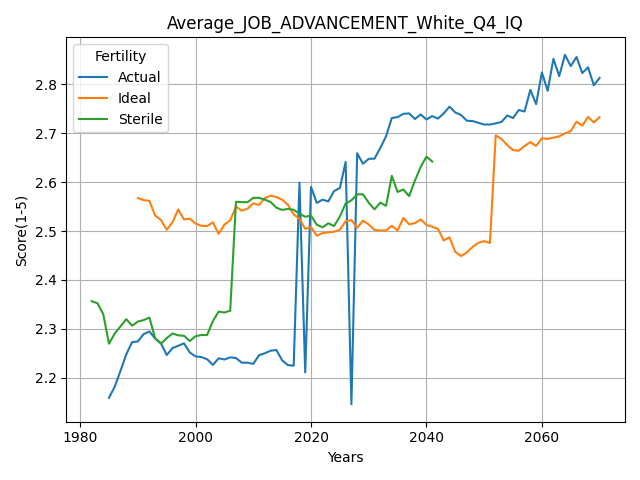 Average_JOB_ADVANCEMENT_White_Q4_IQ
Fertility
Actual
Ideal
Sterile
Score(1-5)
2.8
2.7
2.6
2.5
2.4
2.3
2.2
1980
2000
2020
2040
2060
Years